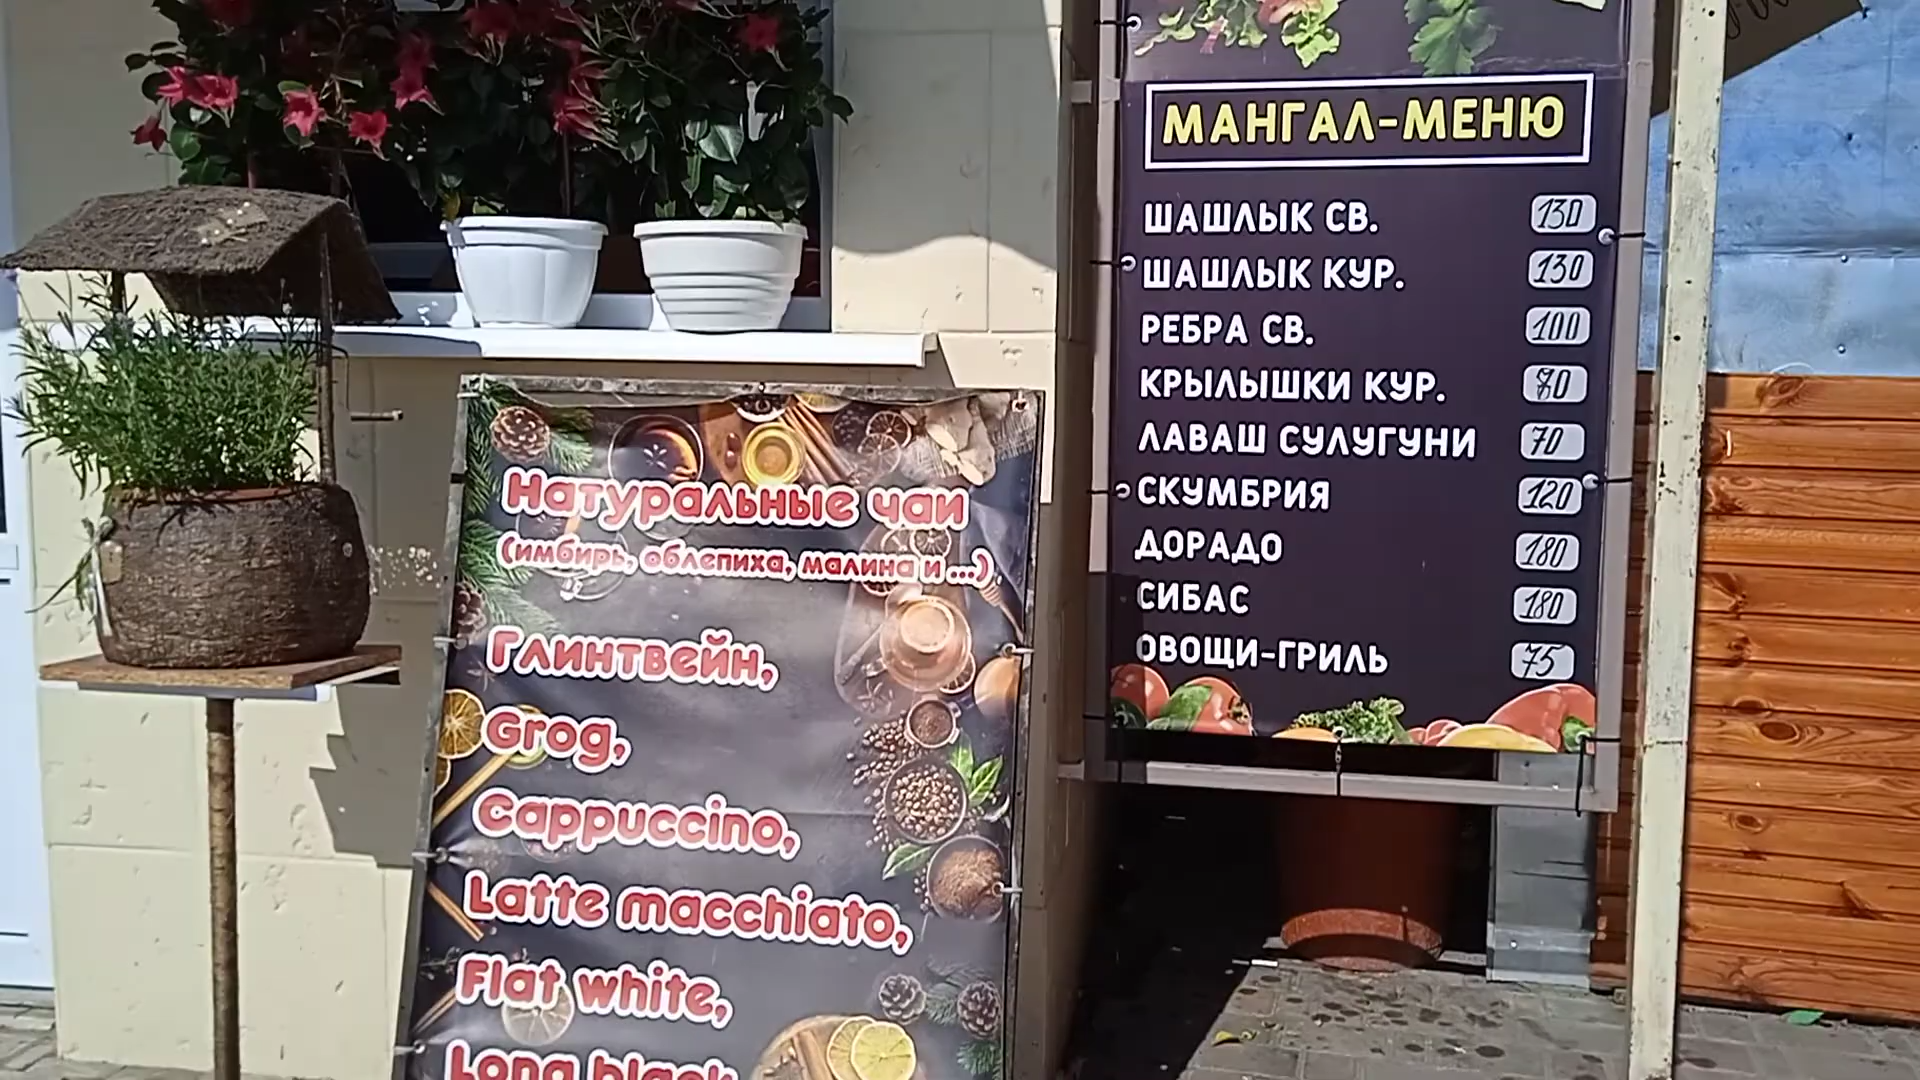 МАНГАЛ-МЕНЮ
ШАШЛЫК СВ. 130
ШАШЛЫК КУР. 130
РЕБРА СВ. 100
КРЫЛЫШКИ КУР. 80
ЛАВАШ СУЛУГУНИ 70
СКУМБРИЯ 120
ДОРАДО 180
СИБАС 180
ОВОЩИ-ГРИЛЬ 75
Натуральные чаи
(имбирь, облепиха, малина и ...)
Глинтвейн,
Grog,
Cappuccino,
Latte macchiato,
Flat white,
Long black